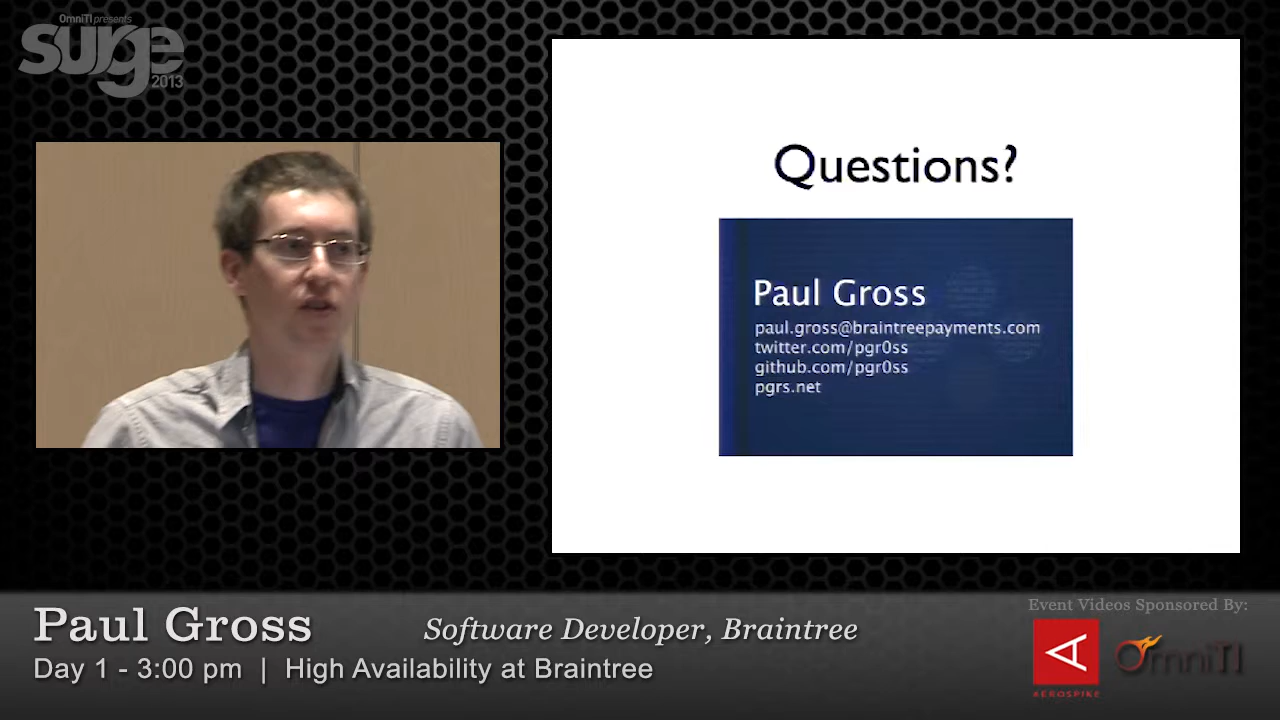 OmniTI presents
surge
2013
Questions?
Paul Gross
paul.gross@braintreepayments.com
twitter.com/pgr0ss
github.com/pgr0ss
pgrs.net
Paul Gross
Software Developer, Braintree
Day 1 - 3:00 pm | High Availability at Braintree
Event Videos Sponsored By:
AEROSPIKE
OmniTI